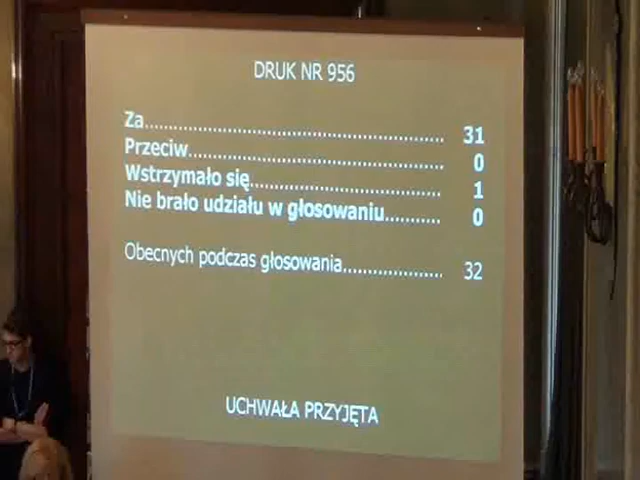 DRUK NR 956
Za.................................................... 31
Przeciw............................................ 0
Wstrzymało się................................ 1
Nie brało udziału w głosowaniu.......... 0
Obecnych podczas głosowania.................. 32
UCHWAŁA PRZYJĘTA